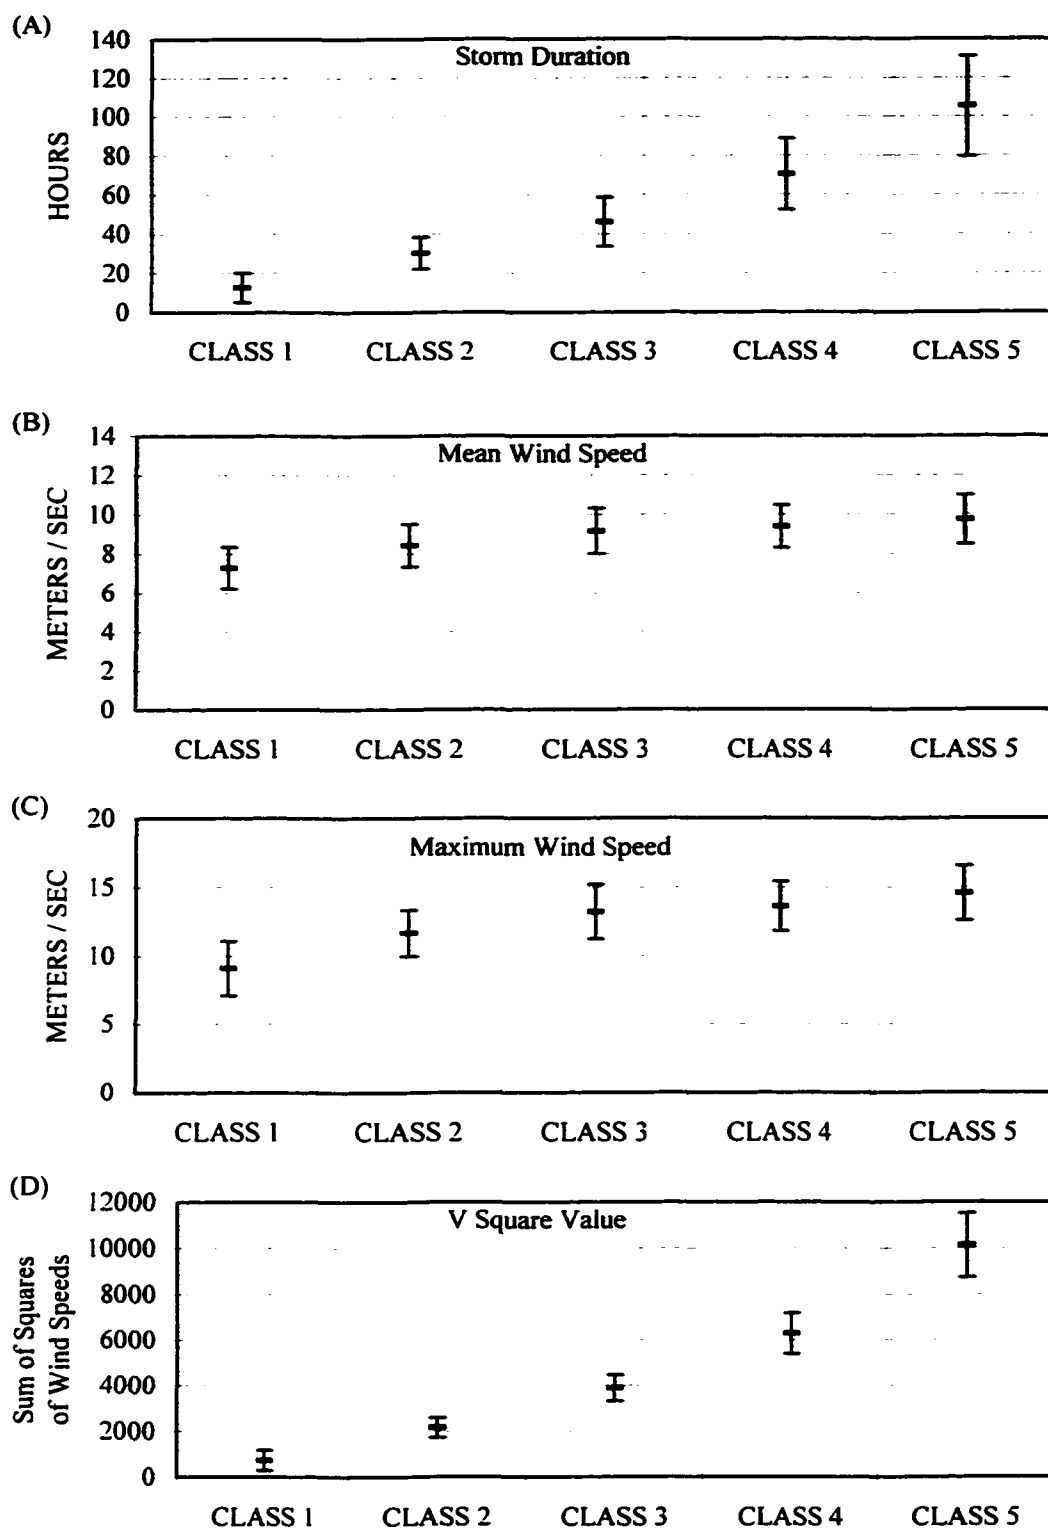 (A)
Storm Duration
HOURS
140
120
100
80
60
40
20
0
CLASS 1 CLASS 2 CLASS 3 CLASS 4 CLASS 5
(B)
Mean Wind Speed
METERS / SEC
14
12
10
8
6
4
2
0
CLASS 1 CLASS 2 CLASS 3 CLASS 4 CLASS 5
(C)
Maximum Wind Speed
METERS / SEC
20
15
10
5
0
CLASS 1 CLASS 2 CLASS 3 CLASS 4 CLASS 5
(D)
V Square Value
Sum of Squares
of Wind Speeds
12000
10000
8000
6000
4000
2000
0
CLASS 1 CLASS 2 CLASS 3 CLASS 4 CLASS 5